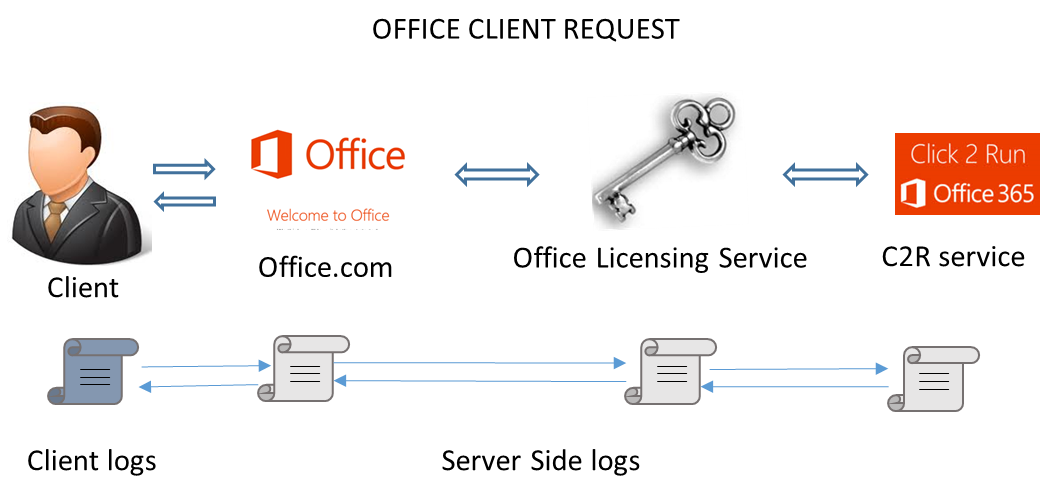 OFFICE CLIENT REQUEST
Office
Welcome to Office
Click 2 Run
Office 365
Client
Office.com
Office Licensing Service
C2R service
Client logs
Server Side logs